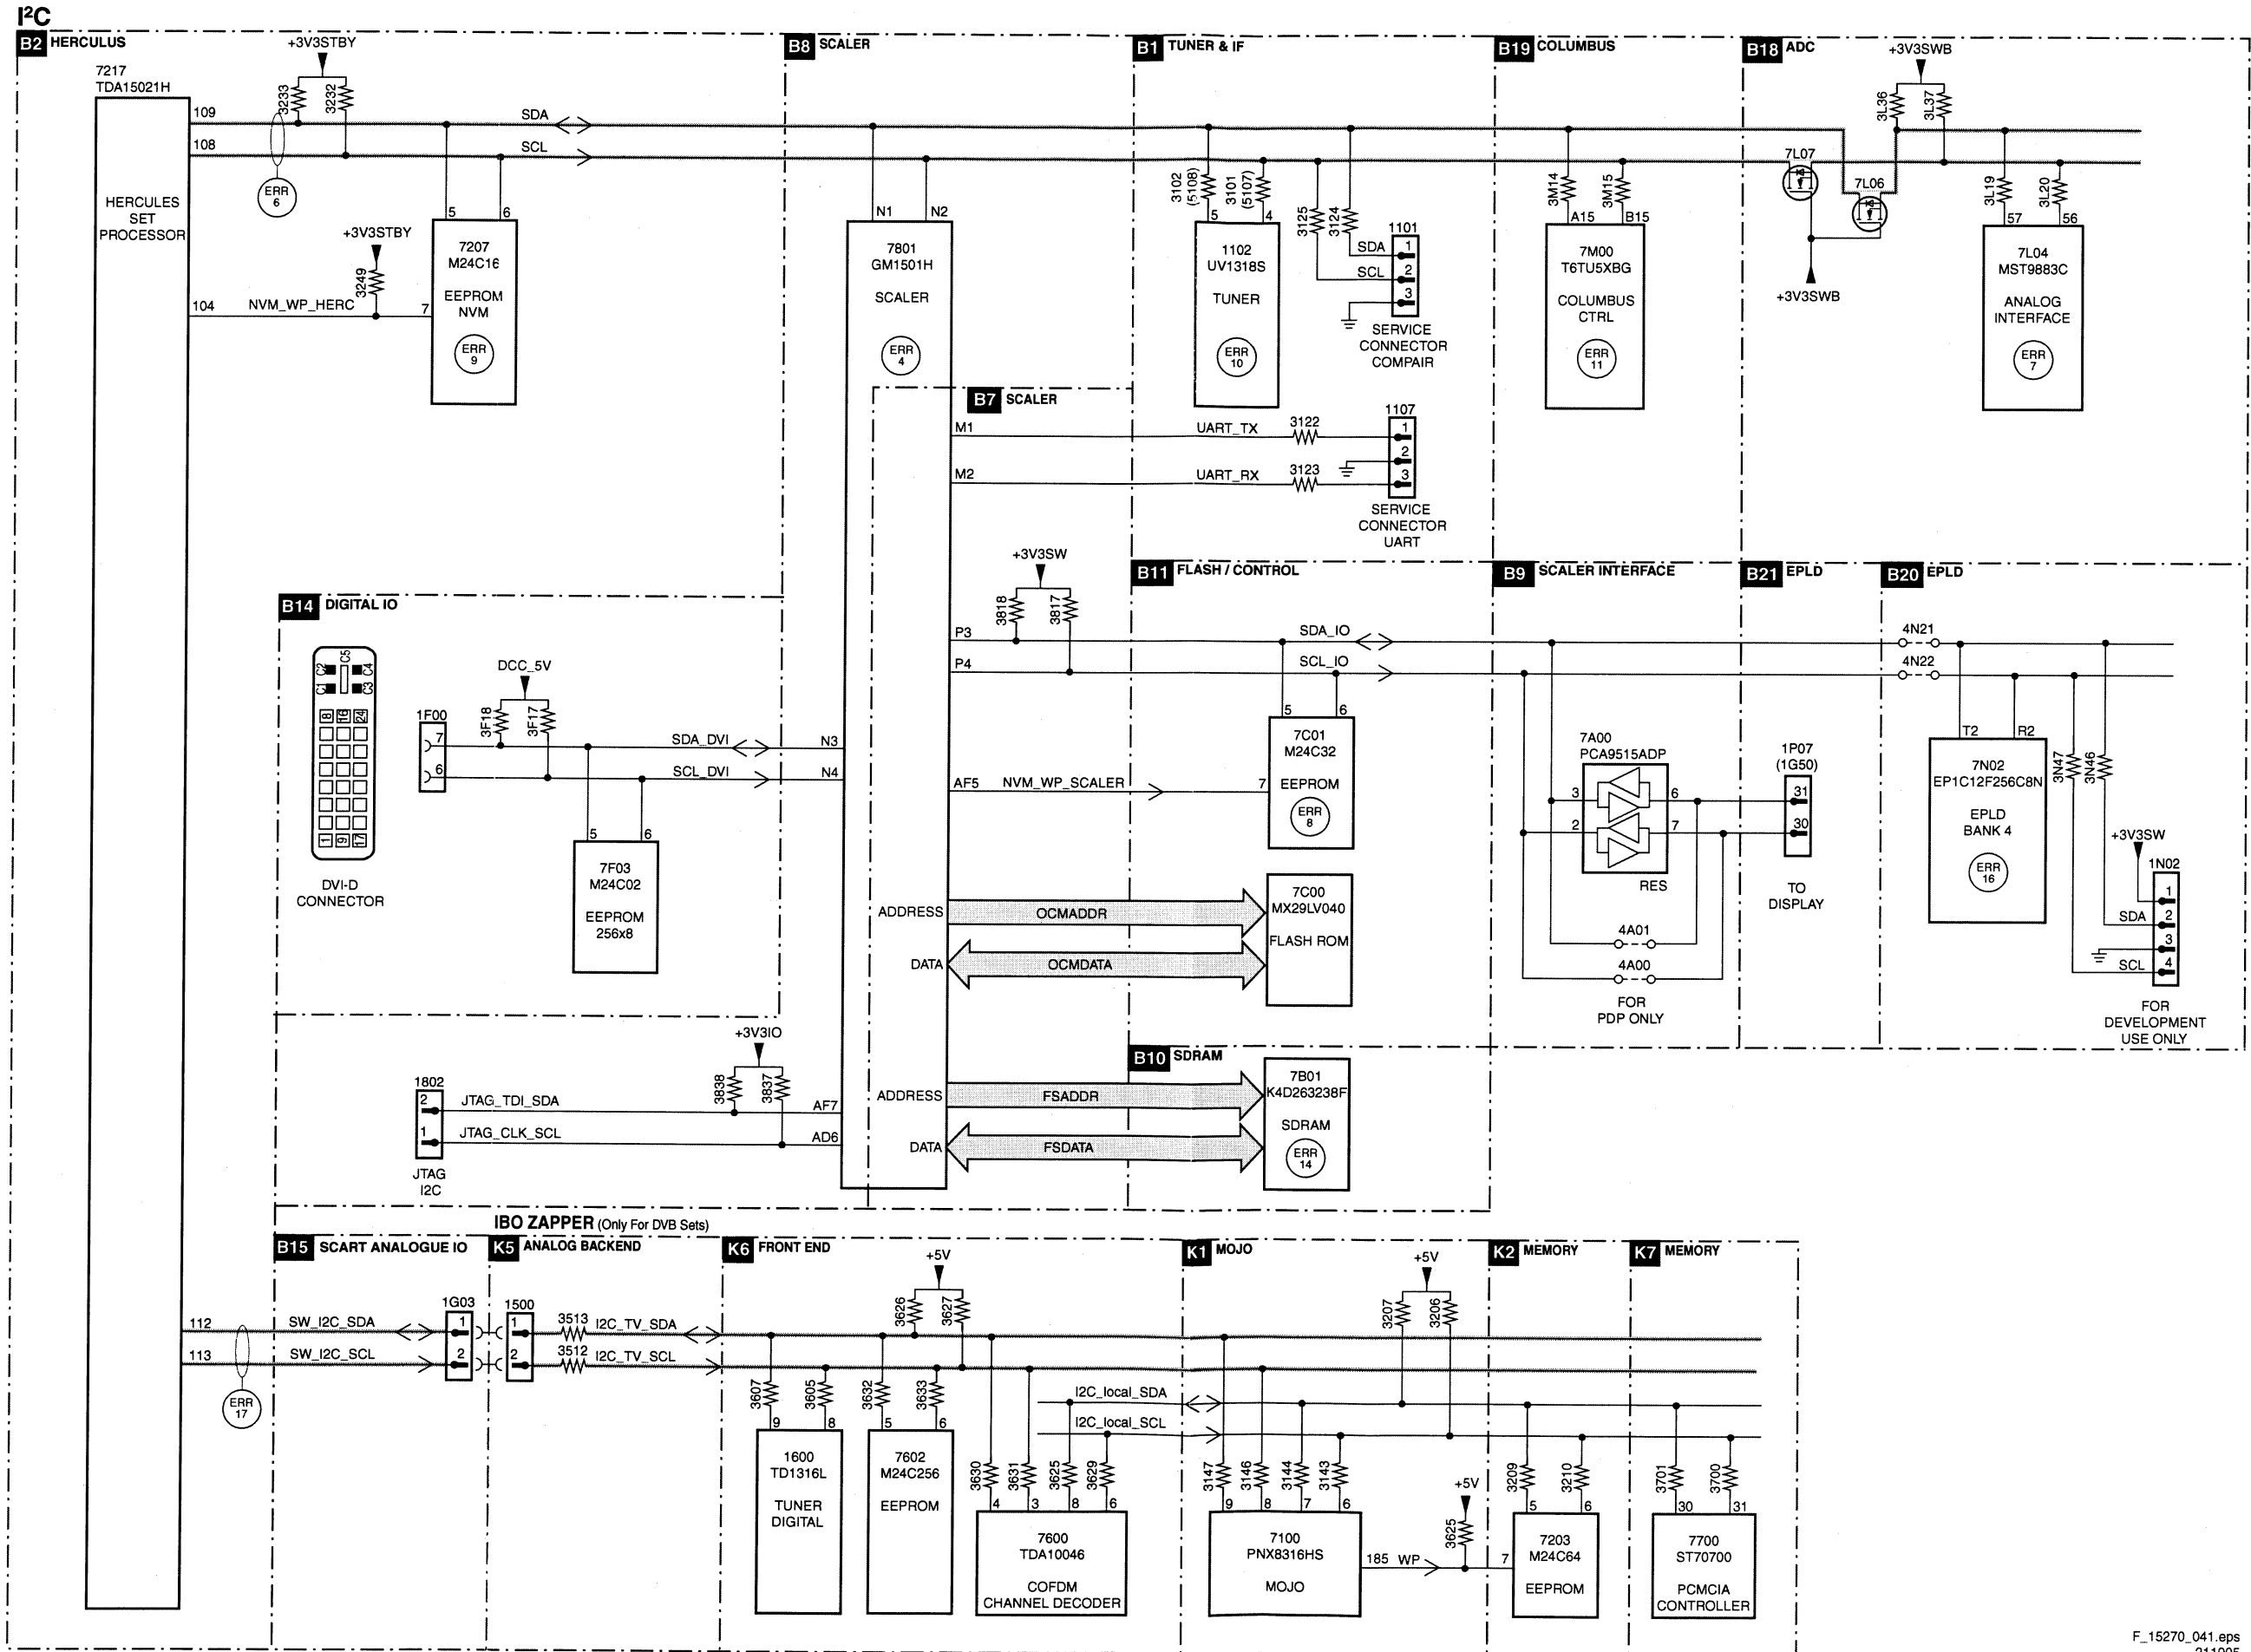 I²C
B2 HERCULUS
+3V3STBY
7217
TDA15021H
3233
3232
109
108
SDA
SCL
ERR
6
HERCULES
SET
PROCESSOR
+3V3STBY
3249
104
NVM_WP_HERC
7
5
6
7207
M24C16
EEPROM
NVM
ERR
9
B8 SCALER
N1
N2
7801
GM1501H
SCALER
ERR
4
B7 SCALER
M1
UART_TX
3122
M2
UART_RX
3123
B1 TUNER & IF
3102
(5108)
3101
(5107)
3125
3124
5
4
1102
UV1318S
TUNER
ERR
10
1101
SDA
1
SCL
2
3
SERVICE
CONNECTOR
COMPAIR
1107
1
2
3
SERVICE
CONNECTOR
UART
B19 COLUMBUS
3M14
3M15
A15
B15
7M00
T6TU5XBG
COLUMBUS
CTRL
ERR
11
B18 ADC
+3V3SWB
3L36
3L37
7L07
7L06
+3V3SWB
3L19
3L20
57
56
7L04
MST9883C
ANALOG
INTERFACE
ERR
7
B14 DIGITAL IO
C2
C5
C4
C1
C3
8
16
24
1
9
17
DVI-D
CONNECTOR
1F00
7
6
DCC_5V
3F18
3F17
SDA_DVI
N3
SCL_DVI
N4
5
6
7F03
M24C02
EEPROM
256x8
+3V3SW
3818
3817
P3
P4
SDA_IO
SCL_IO
AF5
NVM_WP_SCALER
7
B11 FLASH / CONTROL
5
6
7C01
M24C32
EEPROM
ERR
8
ADDRESS
OCMADDR
DATA
OCMDATA
7C00
MX29LV040
FLASH ROM
B9 SCALER INTERFACE
7A00
PCA9515ADP
3
6
2
7
RES
4A01
4A00
FOR
PDP ONLY
B21 EPLD
1P07
(1G50)
31
30
TO
DISPLAY
B20 EPLD
4N21
4N22
T2
R2
7N02
EP1C12F256C8N
EPLD
BANK 4
ERR
16
3N47
3N46
+3V3SW
1N02
1
SDA
2
3
SCL
4
FOR
DEVELOPMENT
USE ONLY
+3V3IO
3838
3837
1802
2
JTAG_TDI_SDA
AF7
1
JTAG_CLK_SCL
AD6
JTAG
I2C
B10 SDRAM
ADDRESS
FSADDR
DATA
FSDATA
7B01
K4D263238F
SDRAM
ERR
14
IBO ZAPPER (Only For DVB Sets)
B15 SCART ANALOGUE IO
112
SW_I2C_SDA
113
SW_I2C_SCL
ERR
17
1G03
1
2
K5 ANALOG BACKEND
1500
1
2
3513
I2C_TV_SDA
3512
I2C_TV_SCL
K6 FRONT END
+5V
3626
3627
3607
3605
3632
3633
9
8
1600
TD1316L
TUNER
DIGITAL
5
6
7602
M24C256
EEPROM
I2C_local_SDA
I2C_local_SCL
3630
3631
3625
3629
4
3
8
6
7600
TDA10046
COFDM
CHANNEL DECODER
K1 MOJO
+5V
3207
3206
3147
3146
3144
3143
9
8
7
6
7100
PNX8316HS
MOJO
185
WP
+5V
3625
7
K2 MEMORY
3209
3210
5
6
7203
M24C64
EEPROM
K7 MEMORY
3701
3700
30
31
7700
ST70700
PCMCIA
CONTROLLER
F_15270_041.eps